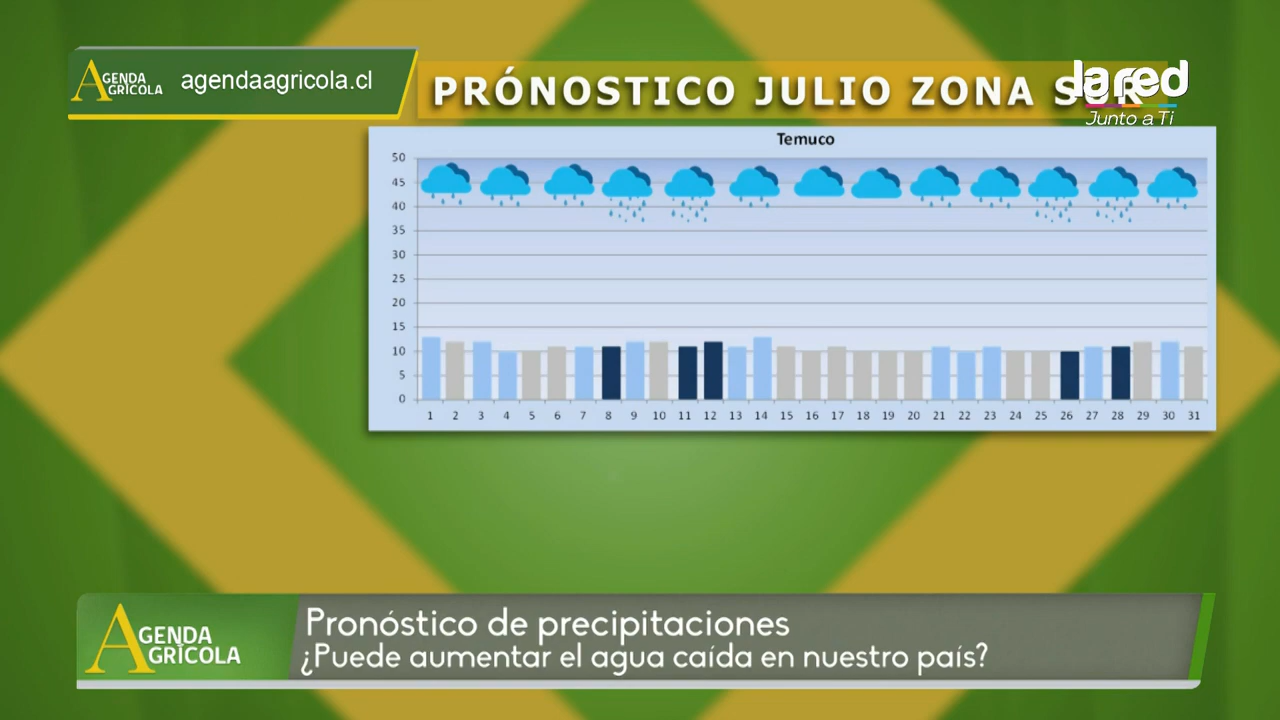 AGENDA
AGRÍCOLA
agendaagricola.cl
PRÓNOSTICO JULIO ZONA SUR
la red
Junto a Ti
Temuco
50
45
40
35
30
25
20
15
10
5
0
1 2 3 4 5 6 7 8 9 10 11 12 13 14 15 16 17 18 19 20 21 22 23 24 25 26 27 28 29 30 31
AGENDA
AGRÍCOLA
Pronóstico de precipitaciones
¿Puede aumentar el agua caída en nuestro país?